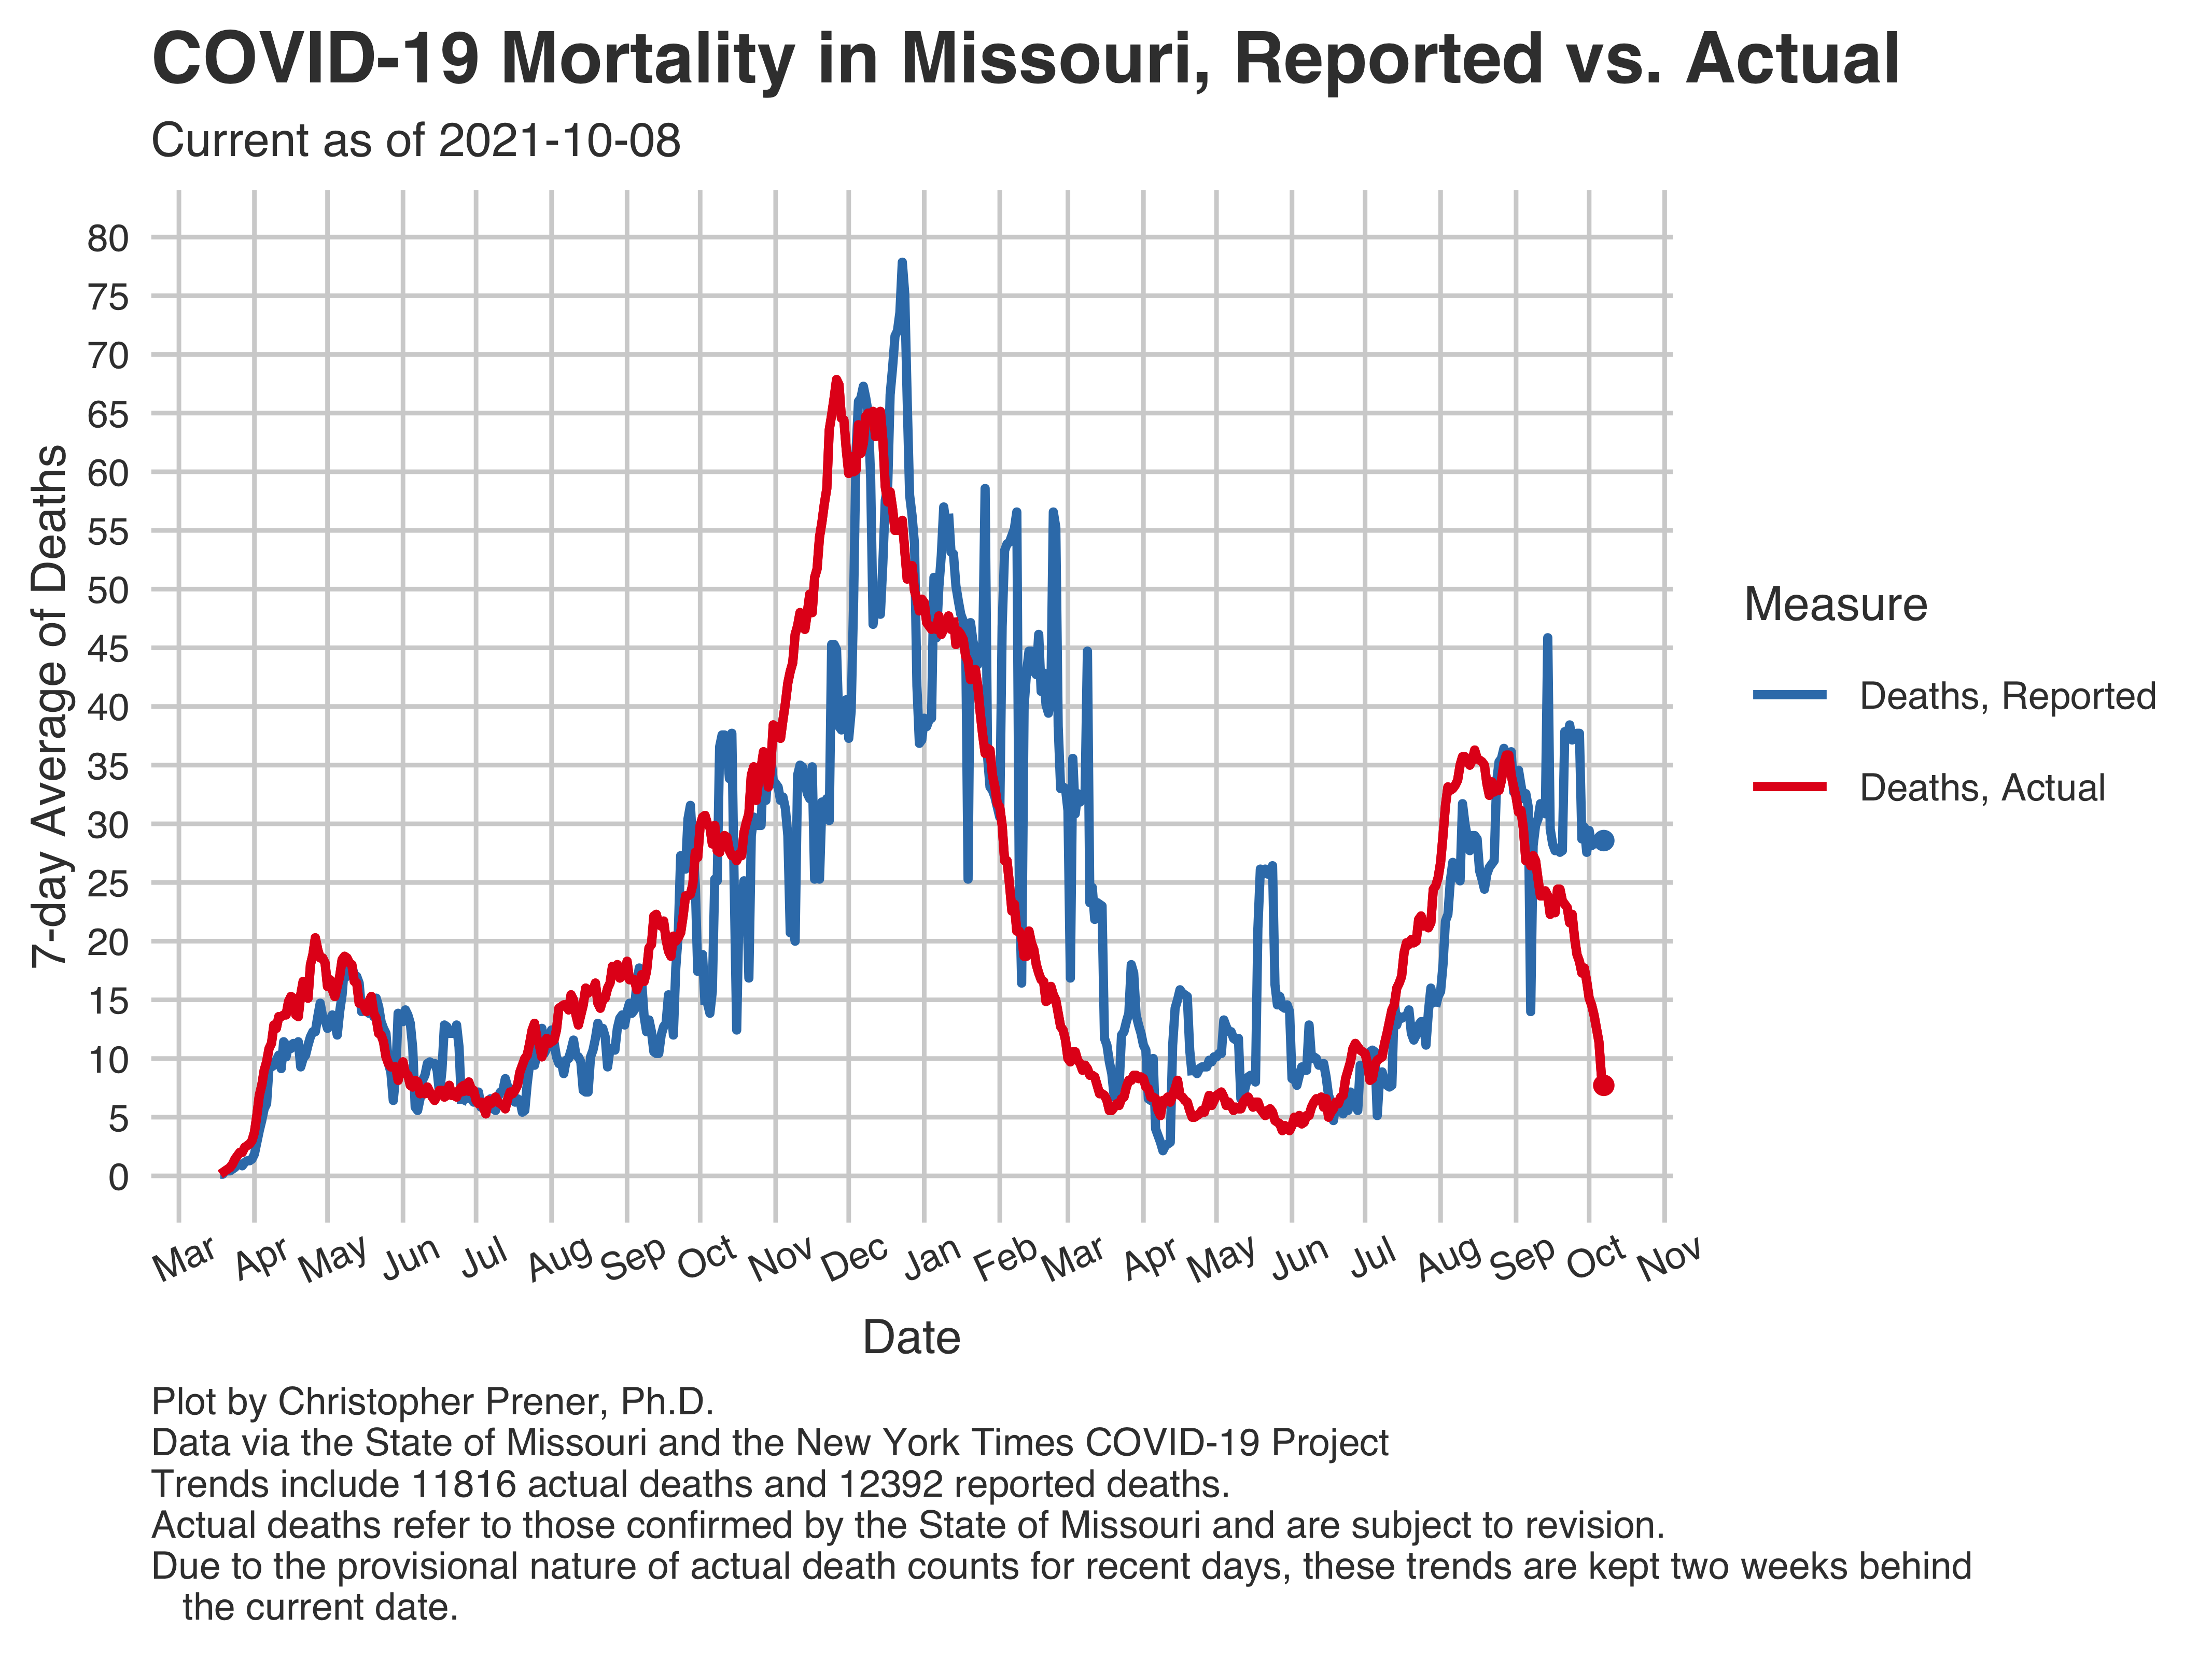 COVID-19 Mortality in Missouri, Reported vs. Actual
Current as of 2021-10-08
7-day Average of Deaths
80
75
70
65
60
55
50
45
40
35
30
25
20
15
10
5
0
Mar
Apr
May
Jun
Jul
Aug
Sep
Oct
Nov
Dec
Jan
Feb
Mar
Apr
May
Jun
Jul
Aug
Sep
Oct
Nov
Date
Measure
Deaths, Reported
Deaths, Actual
Plot by Christopher Prener, Ph.D.
Data via the State of Missouri and the New York Times COVID-19 Project
Trends include 11816 actual deaths and 12392 reported deaths.
Actual deaths refer to those confirmed by the State of Missouri and are subject to revision.
Due to the provisional nature of actual death counts for recent days, these trends are kept two weeks behind
the current date.